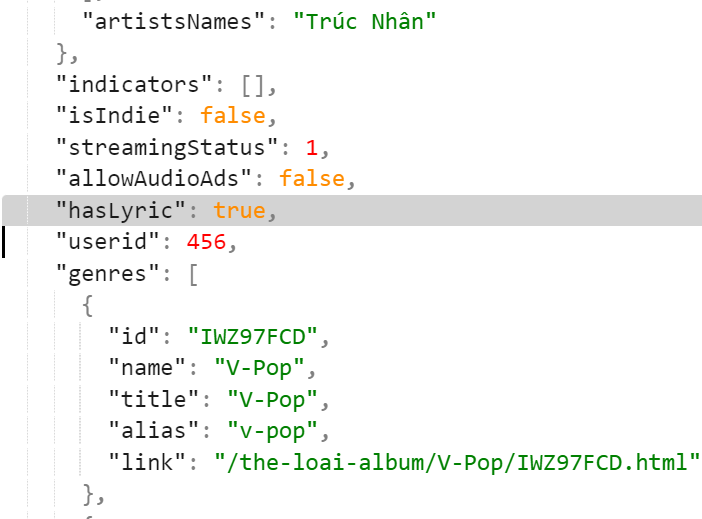 "artistsNames": "Trúc Nhân"
},
"indicators": [],
"isIndie": false,
"streamingStatus": 1,
"allowAudioAds": false,
"hasLyric": true,
"userid": 456,
"genres": [
{
"id": "IWZ97FCD",
"name": "V-Pop",
"title": "V-Pop",
"alias": "v-pop",
"link": "/the-loai-album/V-Pop/IWZ97FCD.html"
},